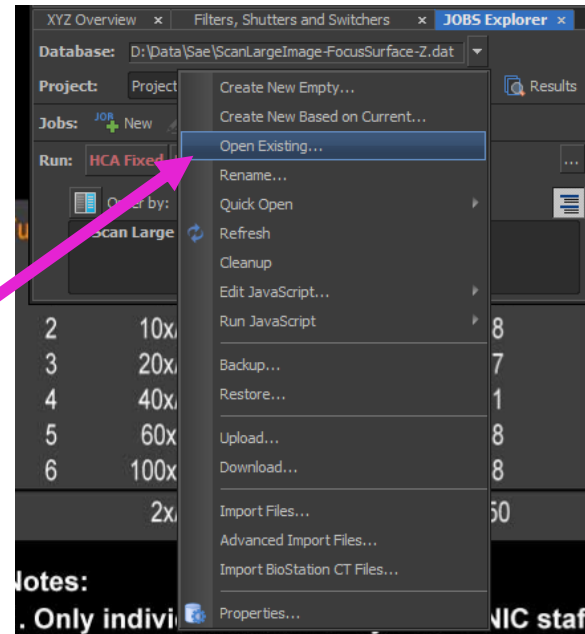 XYZ Overview x Filters, Shutters and Switchers x JOBS Explorer x
Database: D:\Data\Sae\ScanLargeImage-FocusSurface-Z.dat
Project: Project Results
Jobs: JOB New
Run: HCA Fixed ...
Order by:
Scan Large
Create New Empty...
Create New Based on Current...
Open Existing...
Rename...
Quick Open
Refresh
Cleanup
Edit JavaScript...
Run JavaScript
Backup...
Restore...
Upload...
Download...
Import Files...
Advanced Import Files...
Import BioStation CT Files...
Properties...
2 10x/ 8
3 20x/ 7
4 40x/ 1
5 60x 8
6 100x 8
2x/ 50
Notes:
. Only indivi NIC staf